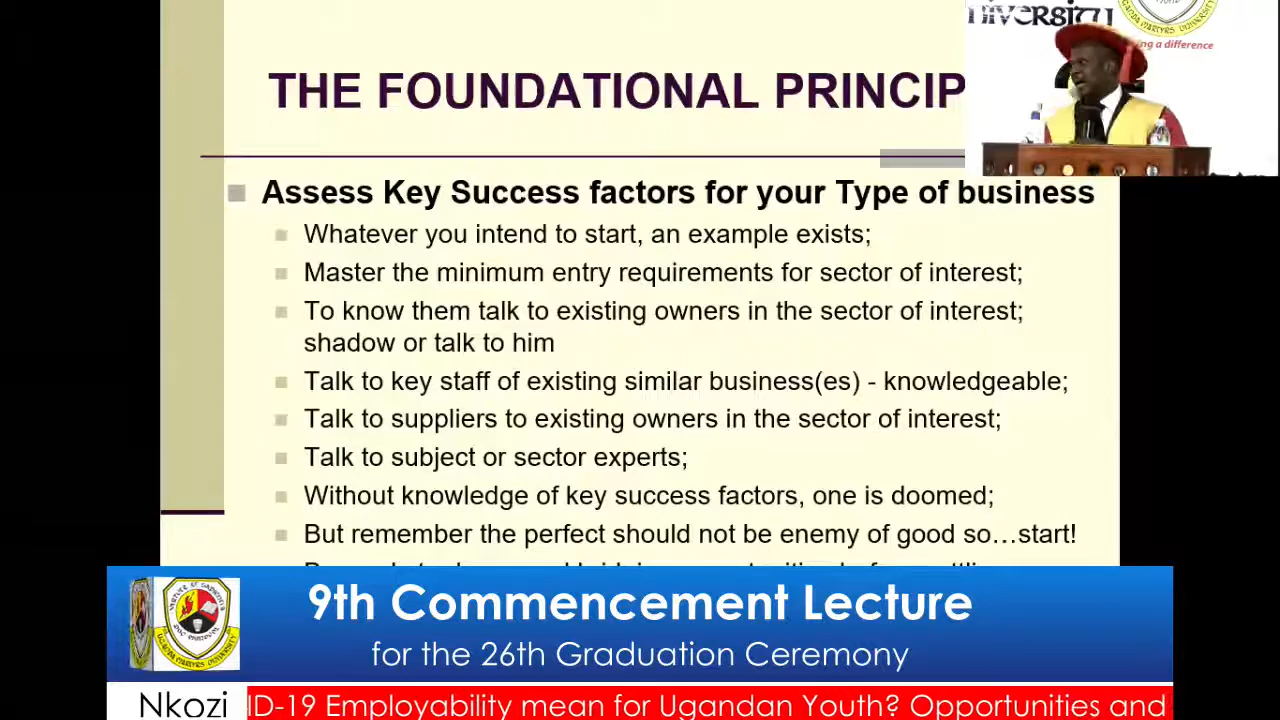 THE FOUNDATIONAL
Assess Key Success factors for your Type of business
Whatever you intend to start, an example exists;
Master the minimum entry requirements for sector of interest;
To know them talk to existing owners in the sector of interest;
shadow or talk to him
Talk to key staff of existing similar business(es) - knowledgeable;
Talk to suppliers to existing owners in the sector of interest;
Talk to subject or sector experts;
Without knowledge of key success factors, one is doomed;
But remember the perfect should not be enemy of good so…start!
9th Commencement Lecture
for the 26th Graduation Ceremony
Nkozi
ID-19 Employability mean for Ugandan Youth? Opportunities and